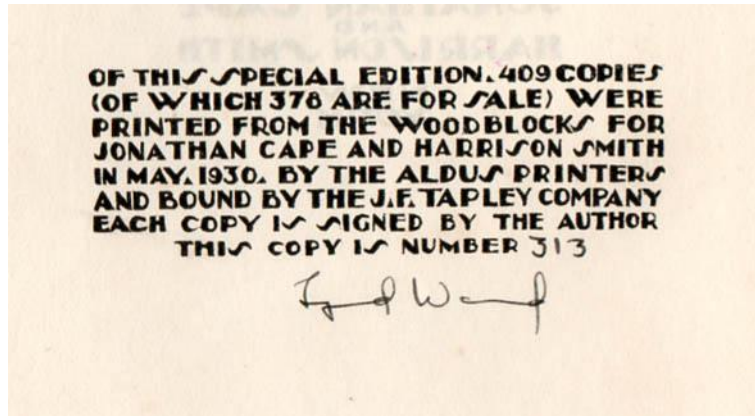 OF THIS SPECIAL EDITION. 409 COPIES
(OF WHICH 378 ARE FOR SALE) WERE
PRINTED FROM THE WOODBLOCKS FOR
JONATHAN CAPE AND HARRISON SMITH
IN MAY. 1930. BY THE ALDUS PRINTERS
AND BOUND BY THE J.F. TAPLEY COMPANY
EACH COPY IS SIGNED BY THE AUTHOR
THIS COPY IS NUMBER 313
Lynd Ward